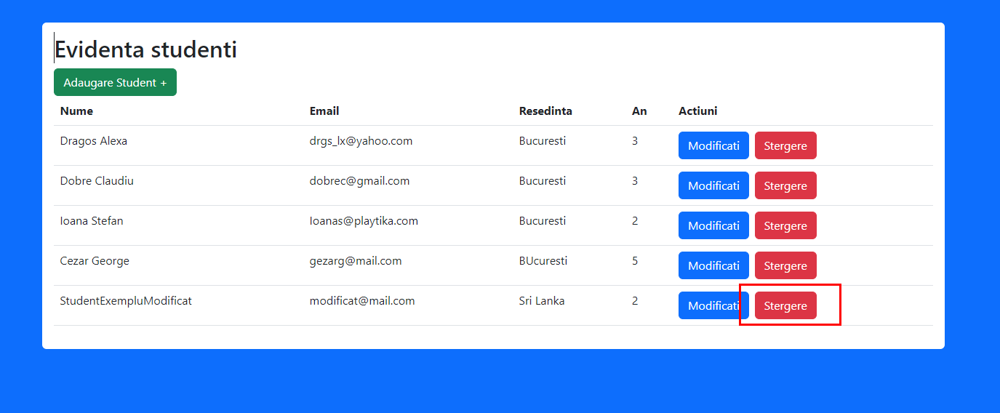 Evidenta studenti
Adaugare Student +
Nume Email Resedinta An Actiuni
Dragos Alexa drgs_lx@yahoo.com Bucuresti 3 Modificati Stergere
Dobre Claudiu dobrec@gmail.com Bucuresti 3 Modificati Stergere
Ioana Stefan Ioanas@playtika.com Bucuresti 2 Modificati Stergere
Cezar George gezarg@mail.com BUcuresti 5 Modificati Stergere
StudentExempluModificat modificat@mail.com Sri Lanka 2 Modificati Stergere